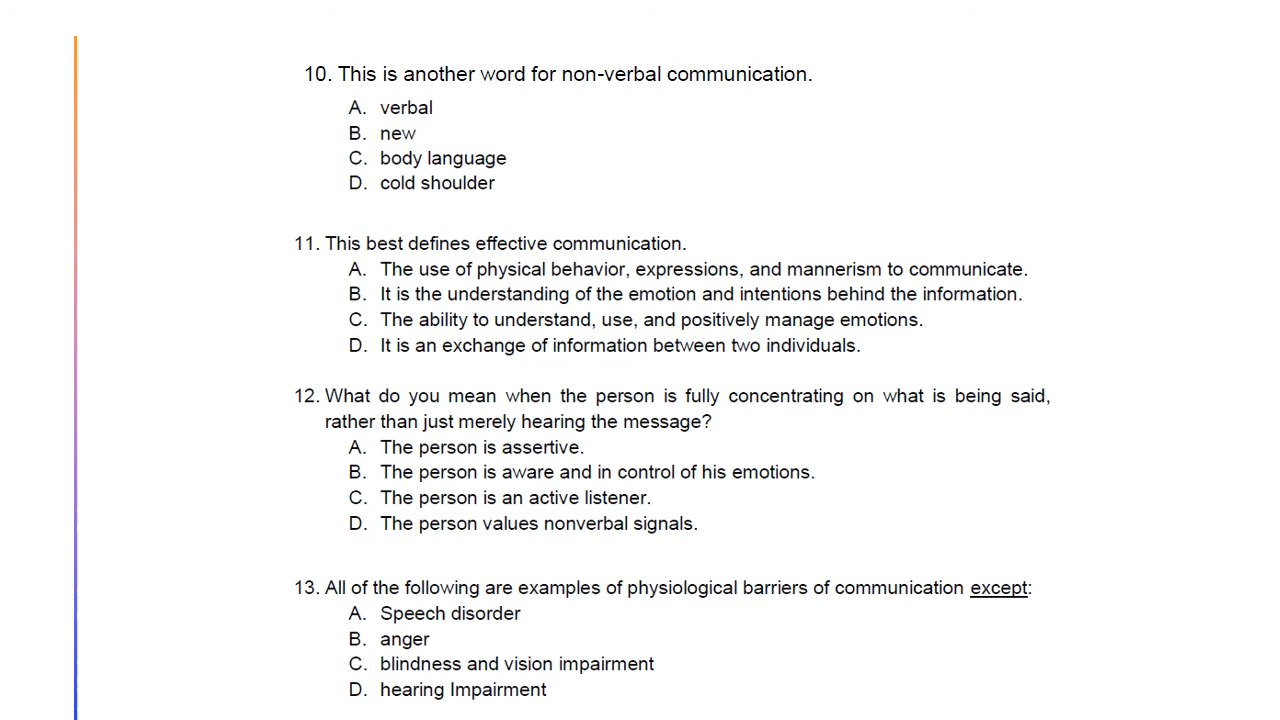 10. This is another word for non-verbal communication.
A. verbal
B. new
C. body language
D. cold shoulder
11. This best defines effective communication.
A. The use of physical behavior, expressions, and mannerism to communicate.
B. It is the understanding of the emotion and intentions behind the information.
C. The ability to understand, use, and positively manage emotions.
D. It is an exchange of information between two individuals.
12. What do you mean when the person is fully concentrating on what is being said,
rather than just merely hearing the message?
A. The person is assertive.
B. The person is aware and in control of his emotions.
C. The person is an active listener.
D. The person values nonverbal signals.
13. All of the following are examples of physiological barriers of communication except:
A. Speech disorder
B. anger
C. blindness and vision impairment
D. hearing Impairment